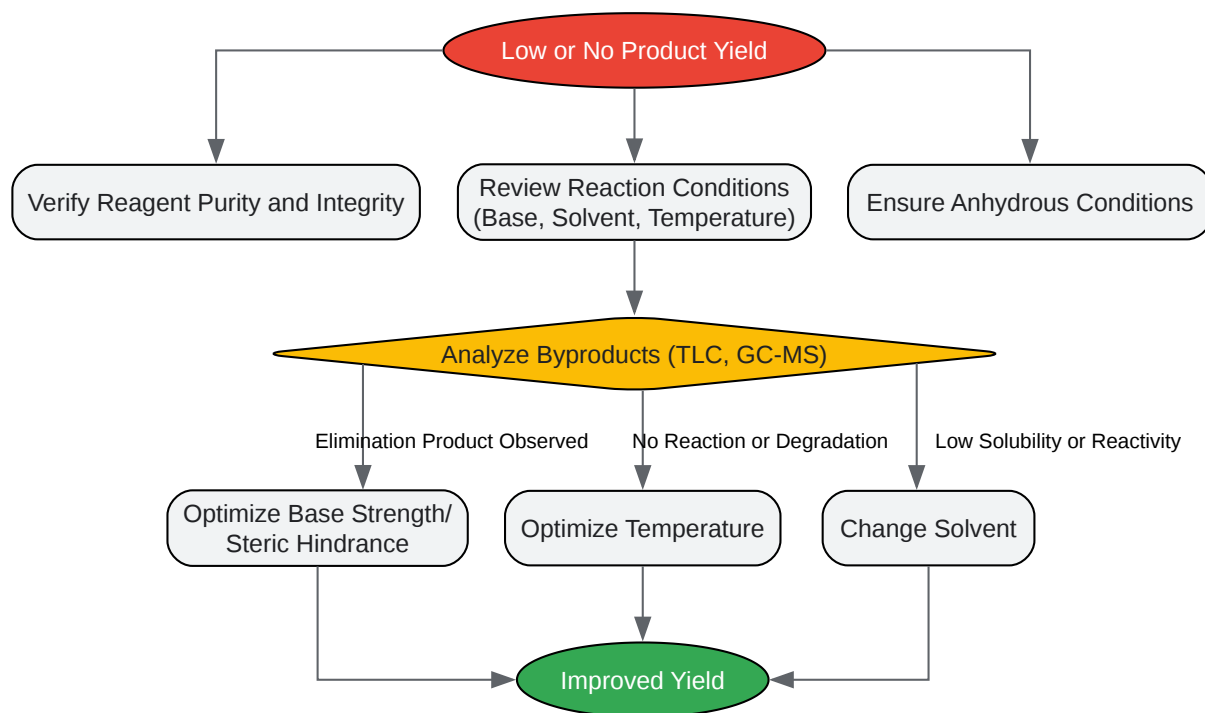 Low or No Product Yield
Verify Reagent Purity and Integrity
Review Reaction Conditions
(Base, Solvent, Temperature)
Ensure Anhydrous Conditions
Analyze Byproducts (TLC, GC-MS)
Elimination Product Observed
No Reaction or Degradation
Low Solubility or Reactivity
Optimize Base Strength/
Steric Hindrance
Optimize Temperature
Change Solvent
Improved Yield